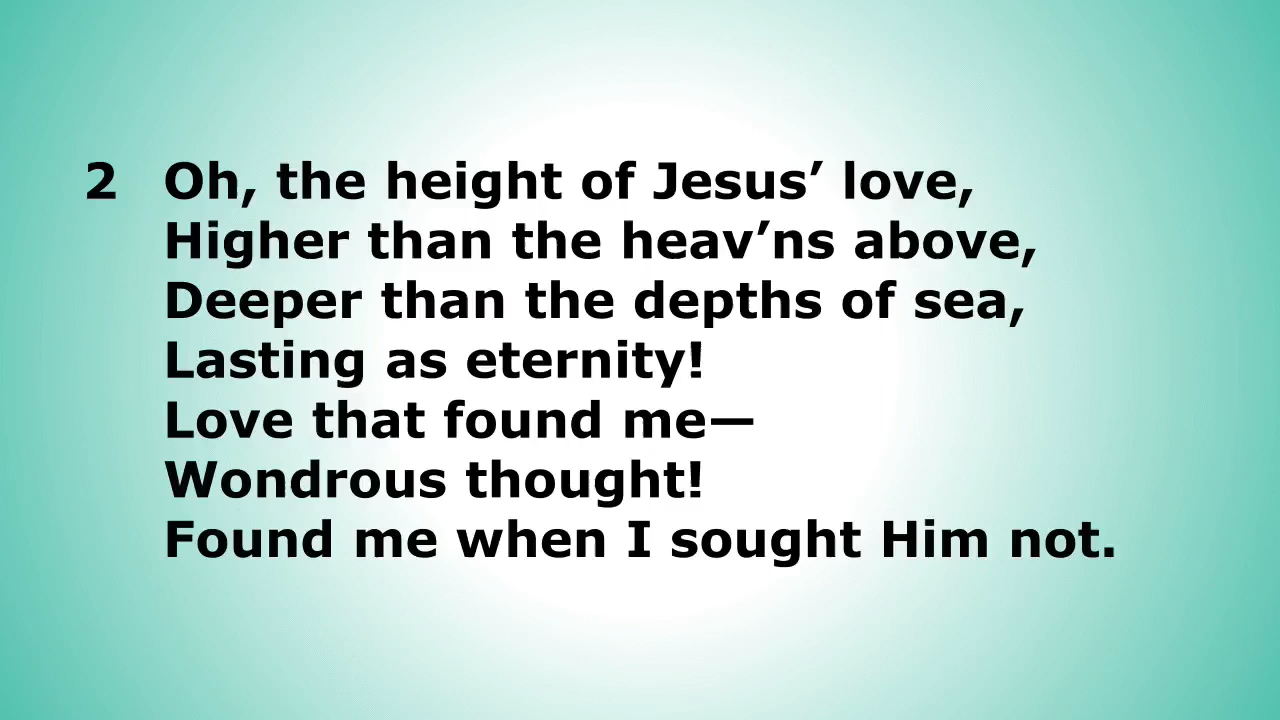 2 Oh, the height of Jesus’ love,
Higher than the heav’ns above,
Deeper than the depths of sea,
Lasting as eternity!
Love that found me—
Wondrous thought!
Found me when I sought Him not.